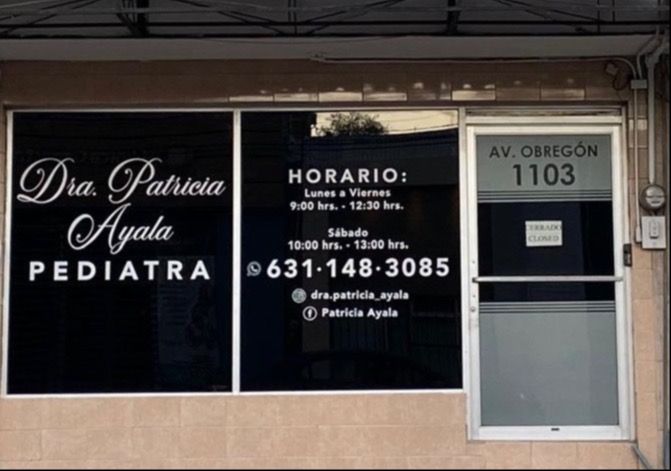 Dra. Patricia
Ayala
PEDIATRA
HORARIO:
Lunes a Viernes
9:00 hrs. - 12:30 hrs.
Sábado
10:00 hrs. - 13:00 hrs.
631·148·3085
dra.patricia_ayala
Patricia Ayala
AV. OBREGÓN
1103
CERRADO
CLOSED